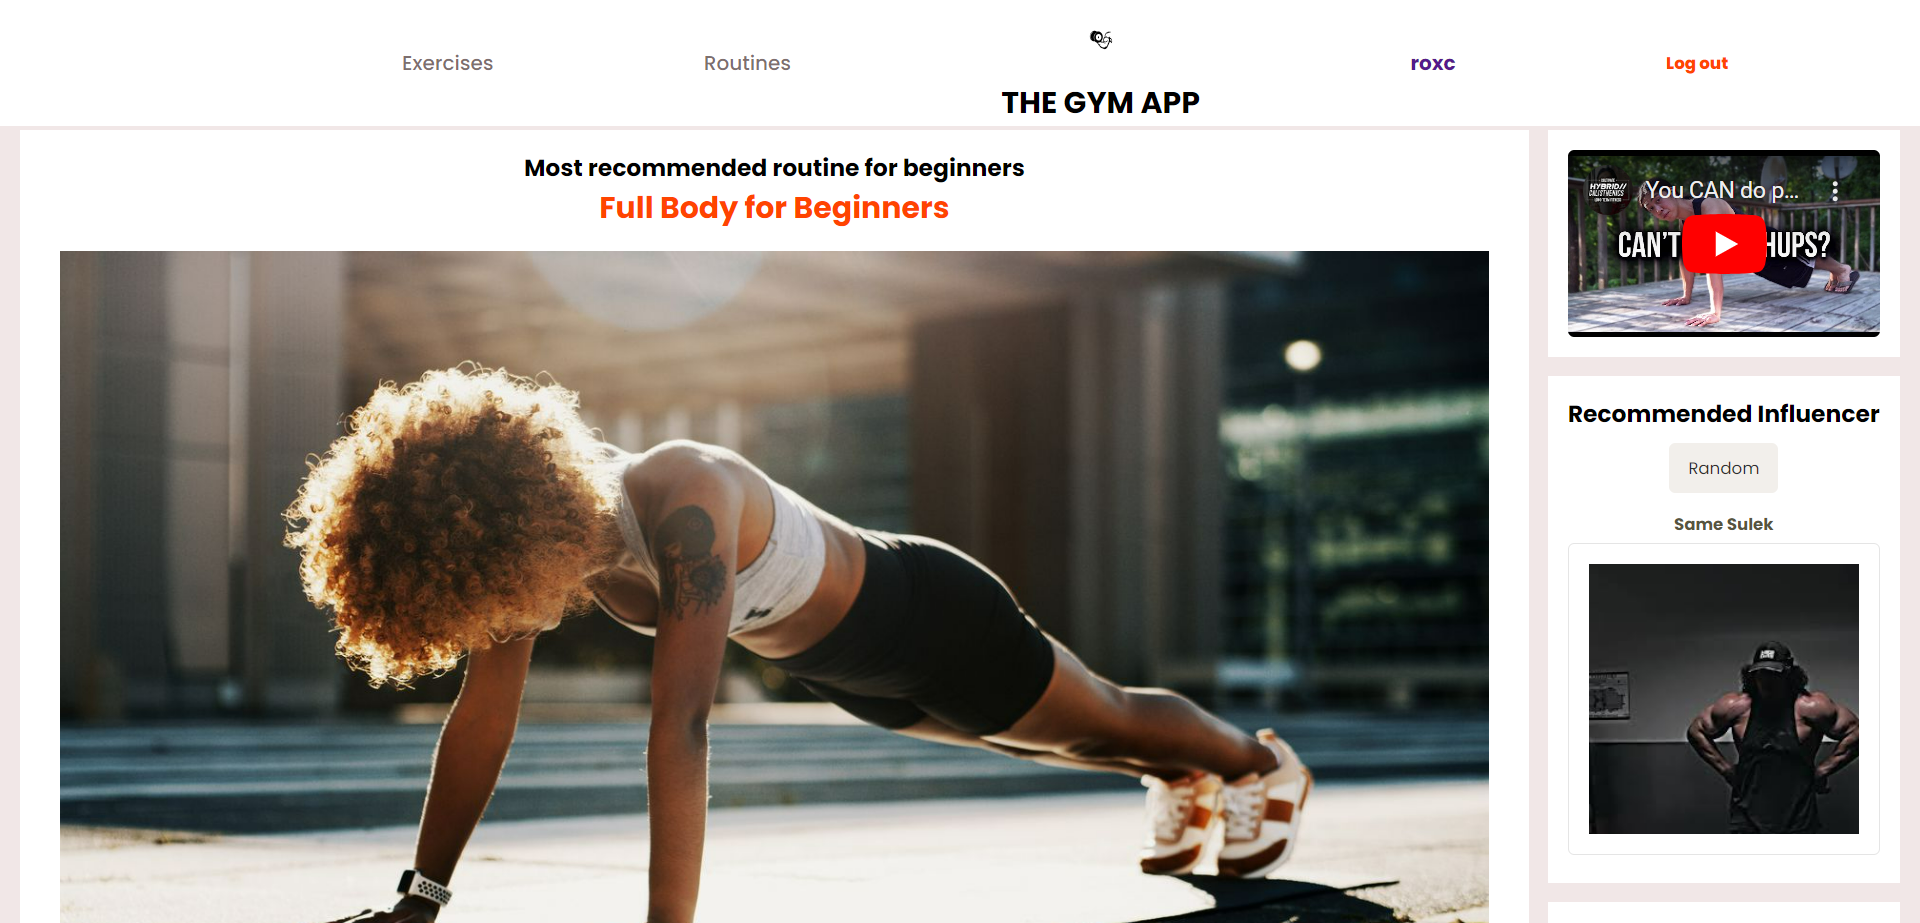 Exercises
Routines
THE GYM APP
roxc
Log out
Most recommended routine for beginners
Full Body for Beginners
HYBRID//
CALISTHENICS
You CAN do p...
CAN'T
HUPS?
Recommended Influencer
Random
Same Sulek